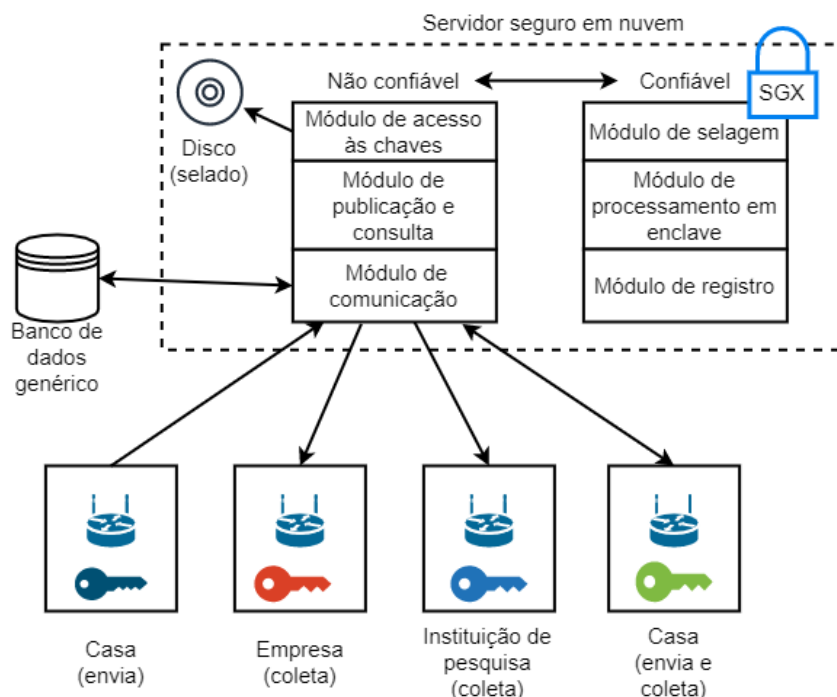 Servidor seguro em nuvem
Não confiável
Confiável
SGX
Disco
(selado)
Módulo de acesso
às chaves
Módulo de
publicação e
consulta
Módulo de
comunicação
Módulo de selagem
Módulo de
processamento em
enclave
Módulo de registro
Banco de
dados
genérico
Casa
(envia)
Empresa
(coleta)
Instituição de
pesquisa
(coleta)
Casa
(envia e
coleta)